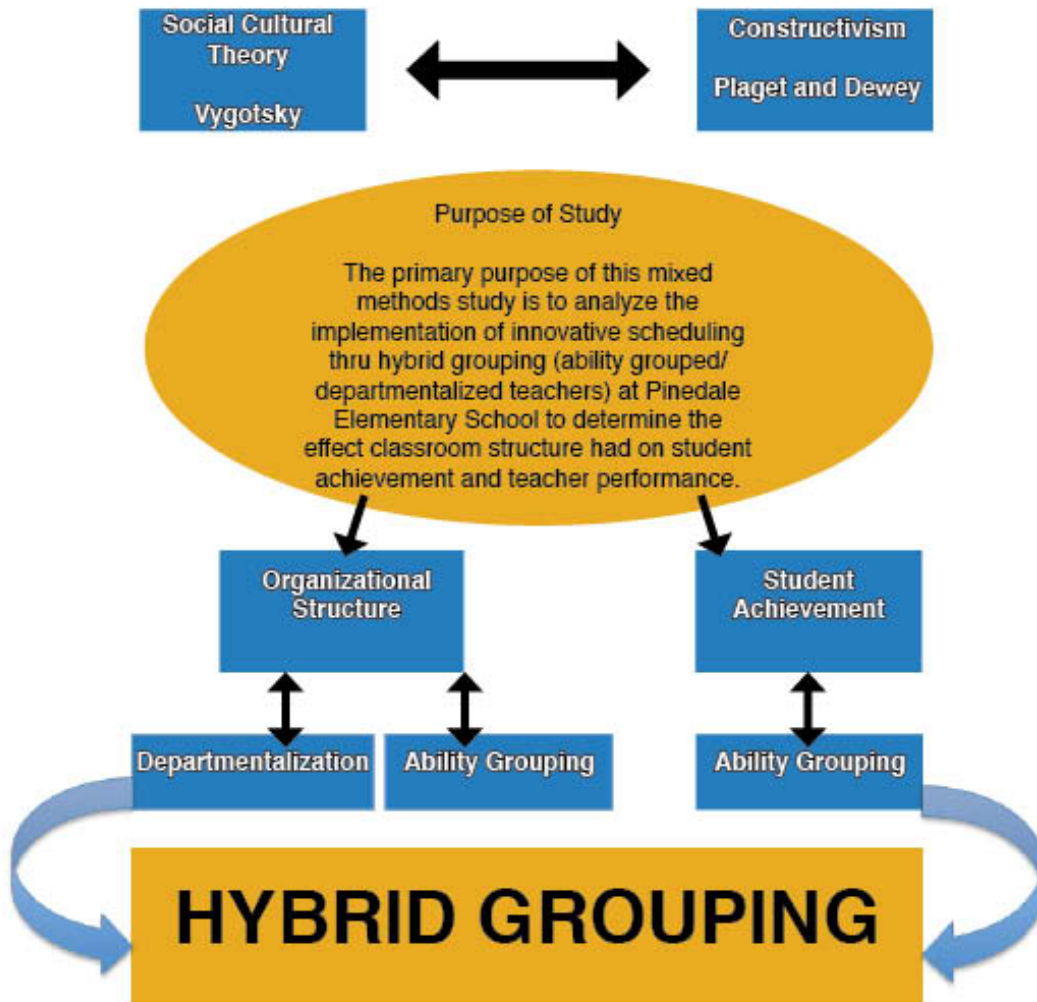 Social Cultural
Theory
Vygotsky
Constructivism
Plaget and Dewey
Purpose of Study
The primary purpose of this mixed
methods study is to analyze the
implementation of innovative scheduling
thru hybrid grouping (ability grouped/
departmentalized teachers) at Pinedale
Elementary School to determine the
effect classroom structure had on student
achievement and teacher performance.
Organizational
Structure
Student
Achievement
Departmentalization
Ability Grouping
Ability Grouping
HYBRID GROUPING